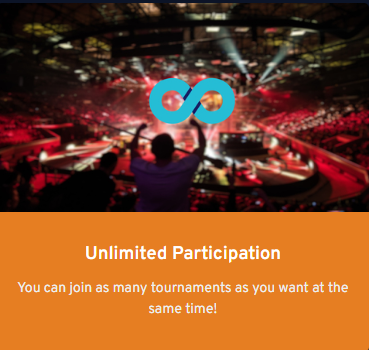 Unlimited Participation
You can join as many tournaments as you want at the
same time!